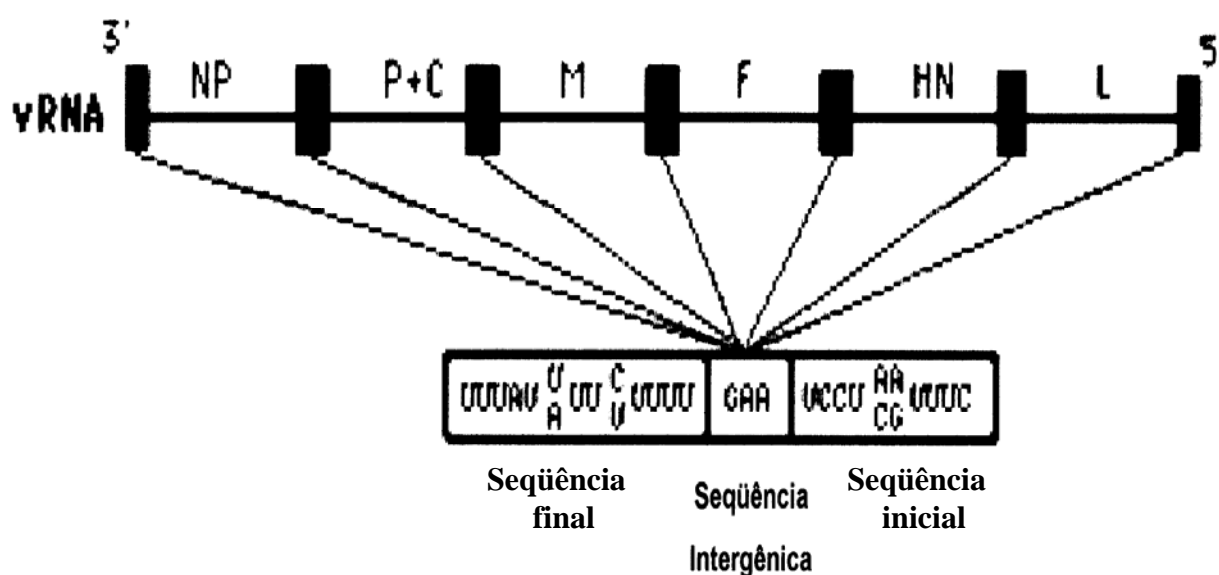 3' 5
NP P+C M F HN L
vRNA
U C AA
UUUAU UU UUUU GAA UCCU UUUC
A U CG
Seqüência Seqüência Seqüência
final Intergênica inicial